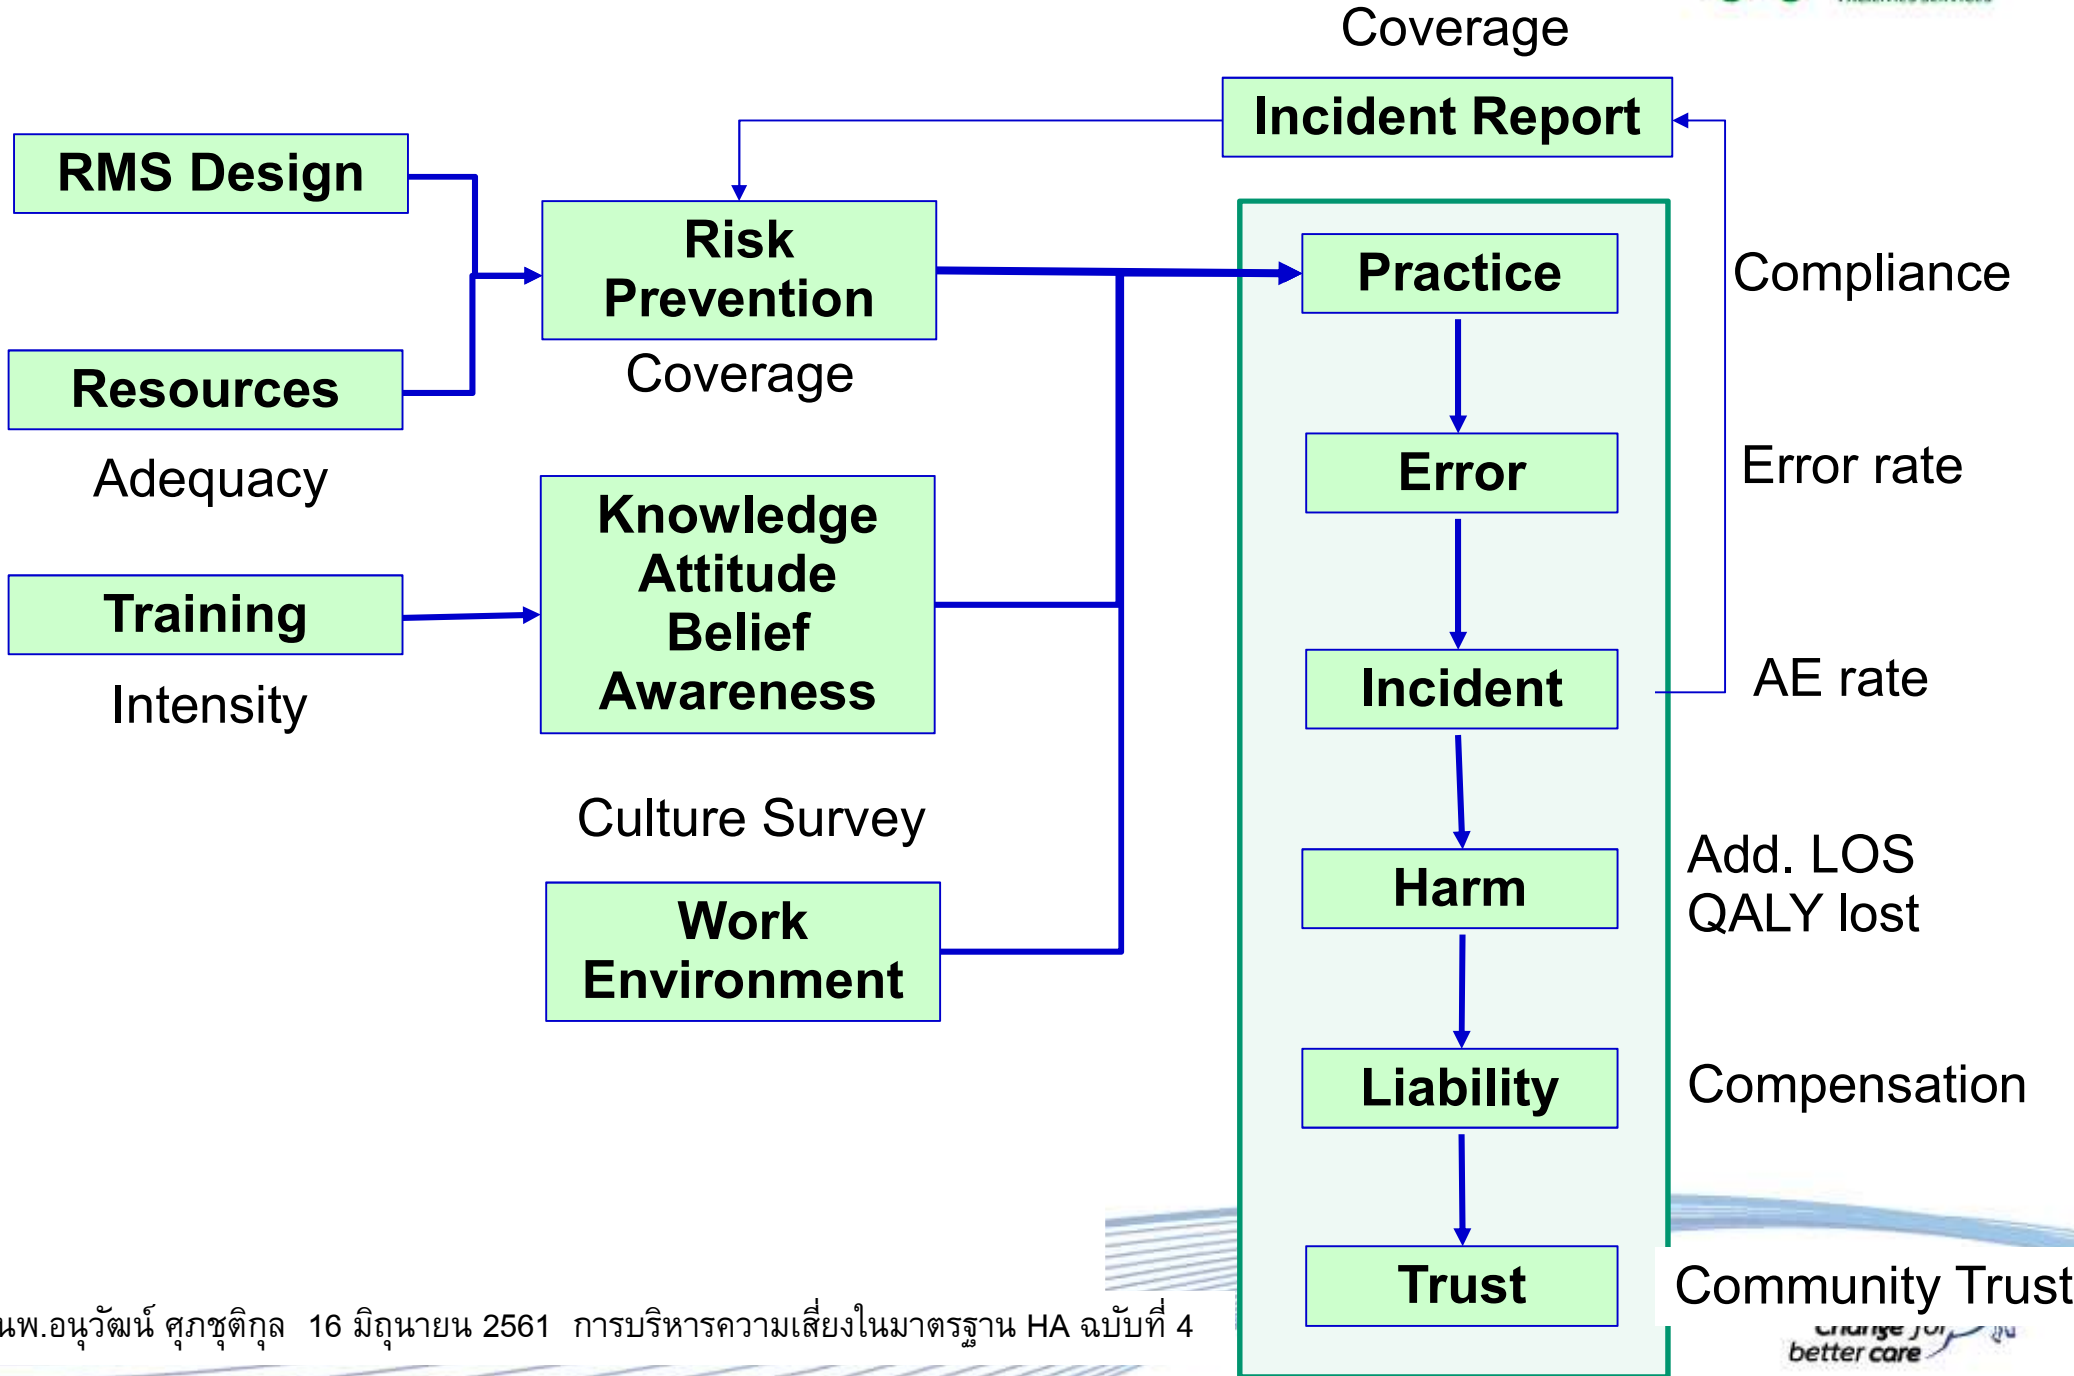 Coverage
Incident Report
RMS Design
Risk
Prevention
Coverage
Practice
Compliance
Resources
Adequacy
Error
Error rate
Knowledge
Attitude
Belief
Awareness
Training
Intensity
Incident
AE rate
Culture Survey
Work
Environment
Harm
Add. LOS
QALY lost
Liability
Compensation
Trust
Community Trust
นพ.อนุวัฒน์ ศุภชุติกุล 16 มิถุนายน 2561 การบริหารความเสี่ยงในมาตรฐาน HA ฉบับที่ 4
Change for
better care